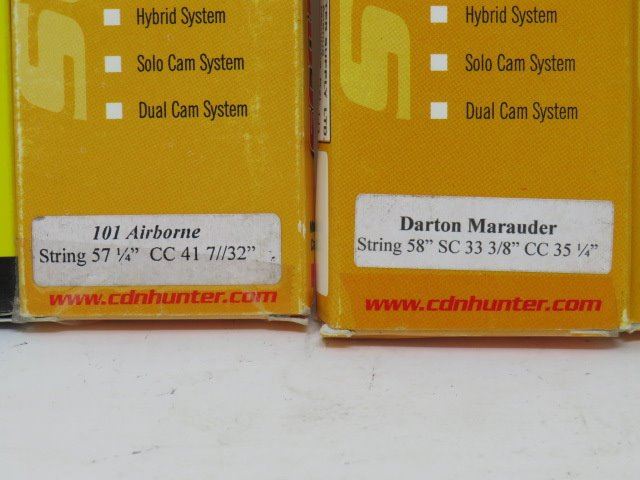 Hybrid System
Solo Cam System
Dual Cam System
101 Airborne
String 57 ¼” CC 41 7//32”
www.cdnhunter.com
Hybrid System
Solo Cam System
Dual Cam System
Darton Marauder
String 58” SC 33 3/8” CC 35 ¼”
www.cdnhunter.com
SUPPLY LTD